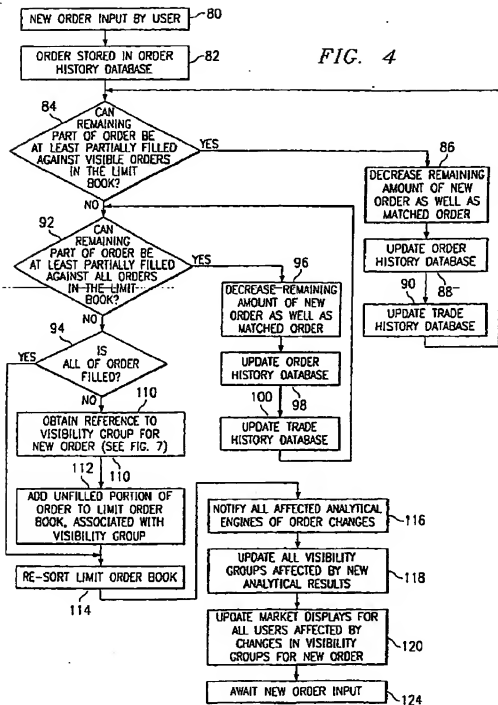 NEW ORDER INPUT BY USER
80
ORDER STORED IN ORDER
HISTORY DATABASE
82
FIG. 4
84
CAN
REMAINING
PART OF ORDER BE
AT LEAST PARTIALLY FILLED
AGAINST VISIBLE ORDERS
IN THE LIMIT
BOOK?
YES
NO
86
DECREASE REMAINING
AMOUNT OF NEW
ORDER AS WELL AS
MATCHED ORDER
UPDATE ORDER
HISTORY DATABASE
88
90
UPDATE TRADE
HISTORY DATABASE
92
CAN
REMAINING
PART OF ORDER BE
AT LEAST PARTIALLY FILLED
AGAINST ALL ORDERS
IN THE LIMIT
BOOK?
YES
NO
96
DECREASE REMAINING
AMOUNT OF NEW
ORDER AS WELL AS
MATCHED ORDER
UPDATE ORDER
HISTORY DATABASE
98
100
UPDATE TRADE
HISTORY DATABASE
94
YES
IS
ALL OF ORDER
FILLED?
NO
110
OBTAIN REFERENCE TO
VISIBILITY GROUP FOR
NEW ORDER (SEE FIG. 7)
110
112
ADD UNFILLED PORTION OF
ORDER TO LIMIT ORDER
BOOK, ASSOCIATED WITH
VISIBILITY GROUP
RE-SORT LIMIT ORDER BOOK
114
NOTIFY ALL AFFECTED ANALYTICAL
ENGINES OF ORDER CHANGES
116
UPDATE ALL VISIBILITY
GROUPS AFFECTED BY NEW
ANALYTICAL RESULTS
118
UPDATE MARKET DISPLAYS FOR
ALL USERS AFFECTED BY
CHANGES IN VISIBILITY
GROUPS FOR NEW ORDER
120
AWAIT NEW ORDER INPUT
124